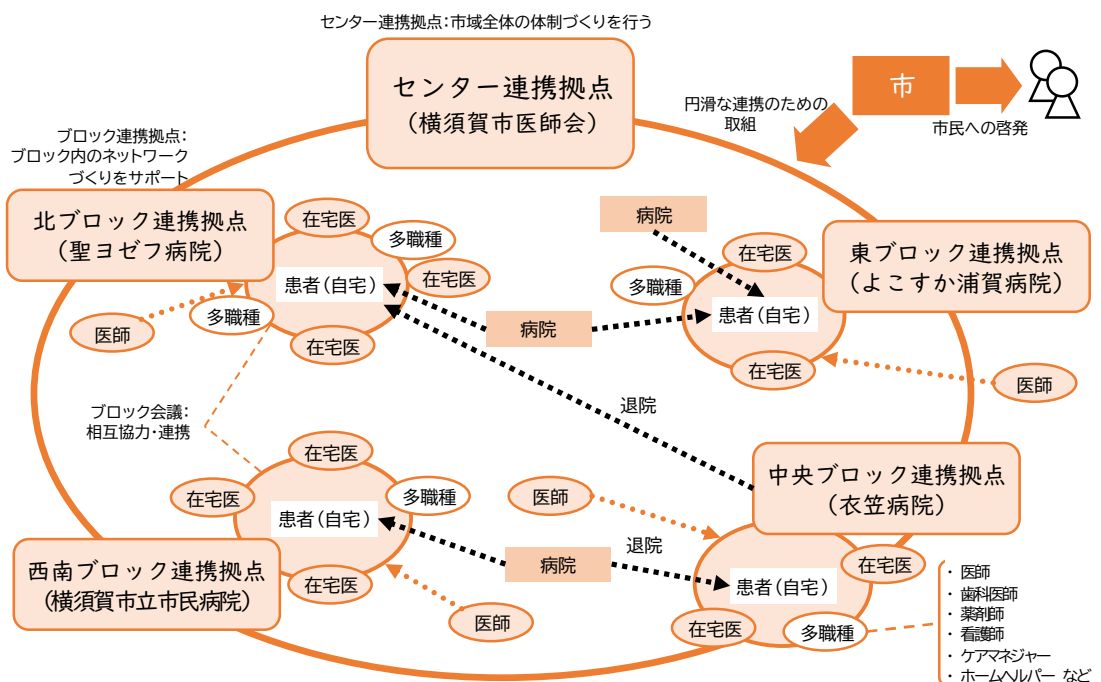 センター連携拠点:市域全体の体制づくりを行う
センター連携拠点
(横須賀市医師会)
市
円滑な連携のための
取組
市民への啓発
ブロック連携拠点:
ブロック内のネットワーク
づくりをサポート
北ブロック連携拠点
(聖ヨゼフ病院)
在宅医
多職種
在宅医
患者(自宅)
多職種
在宅医
医師
病院
病院
東ブロック連携拠点
(よこすか浦賀病院)
在宅医
多職種
患者(自宅)
在宅医
医師
ブロック会議:
相互協力・連携
退院
中央ブロック連携拠点
(衣笠病院)
在宅医
在宅医
多職種
患者(自宅)
在宅医
医師
西南ブロック連携拠点
(横須賀市立市民病院)
医師
病院
退院
患者(自宅)
在宅医
在宅医
多職種
・ 医師
・ 歯科医師
・ 薬剤師
・ 看護師
・ ケアマネジャー
・ ホームヘルパー など